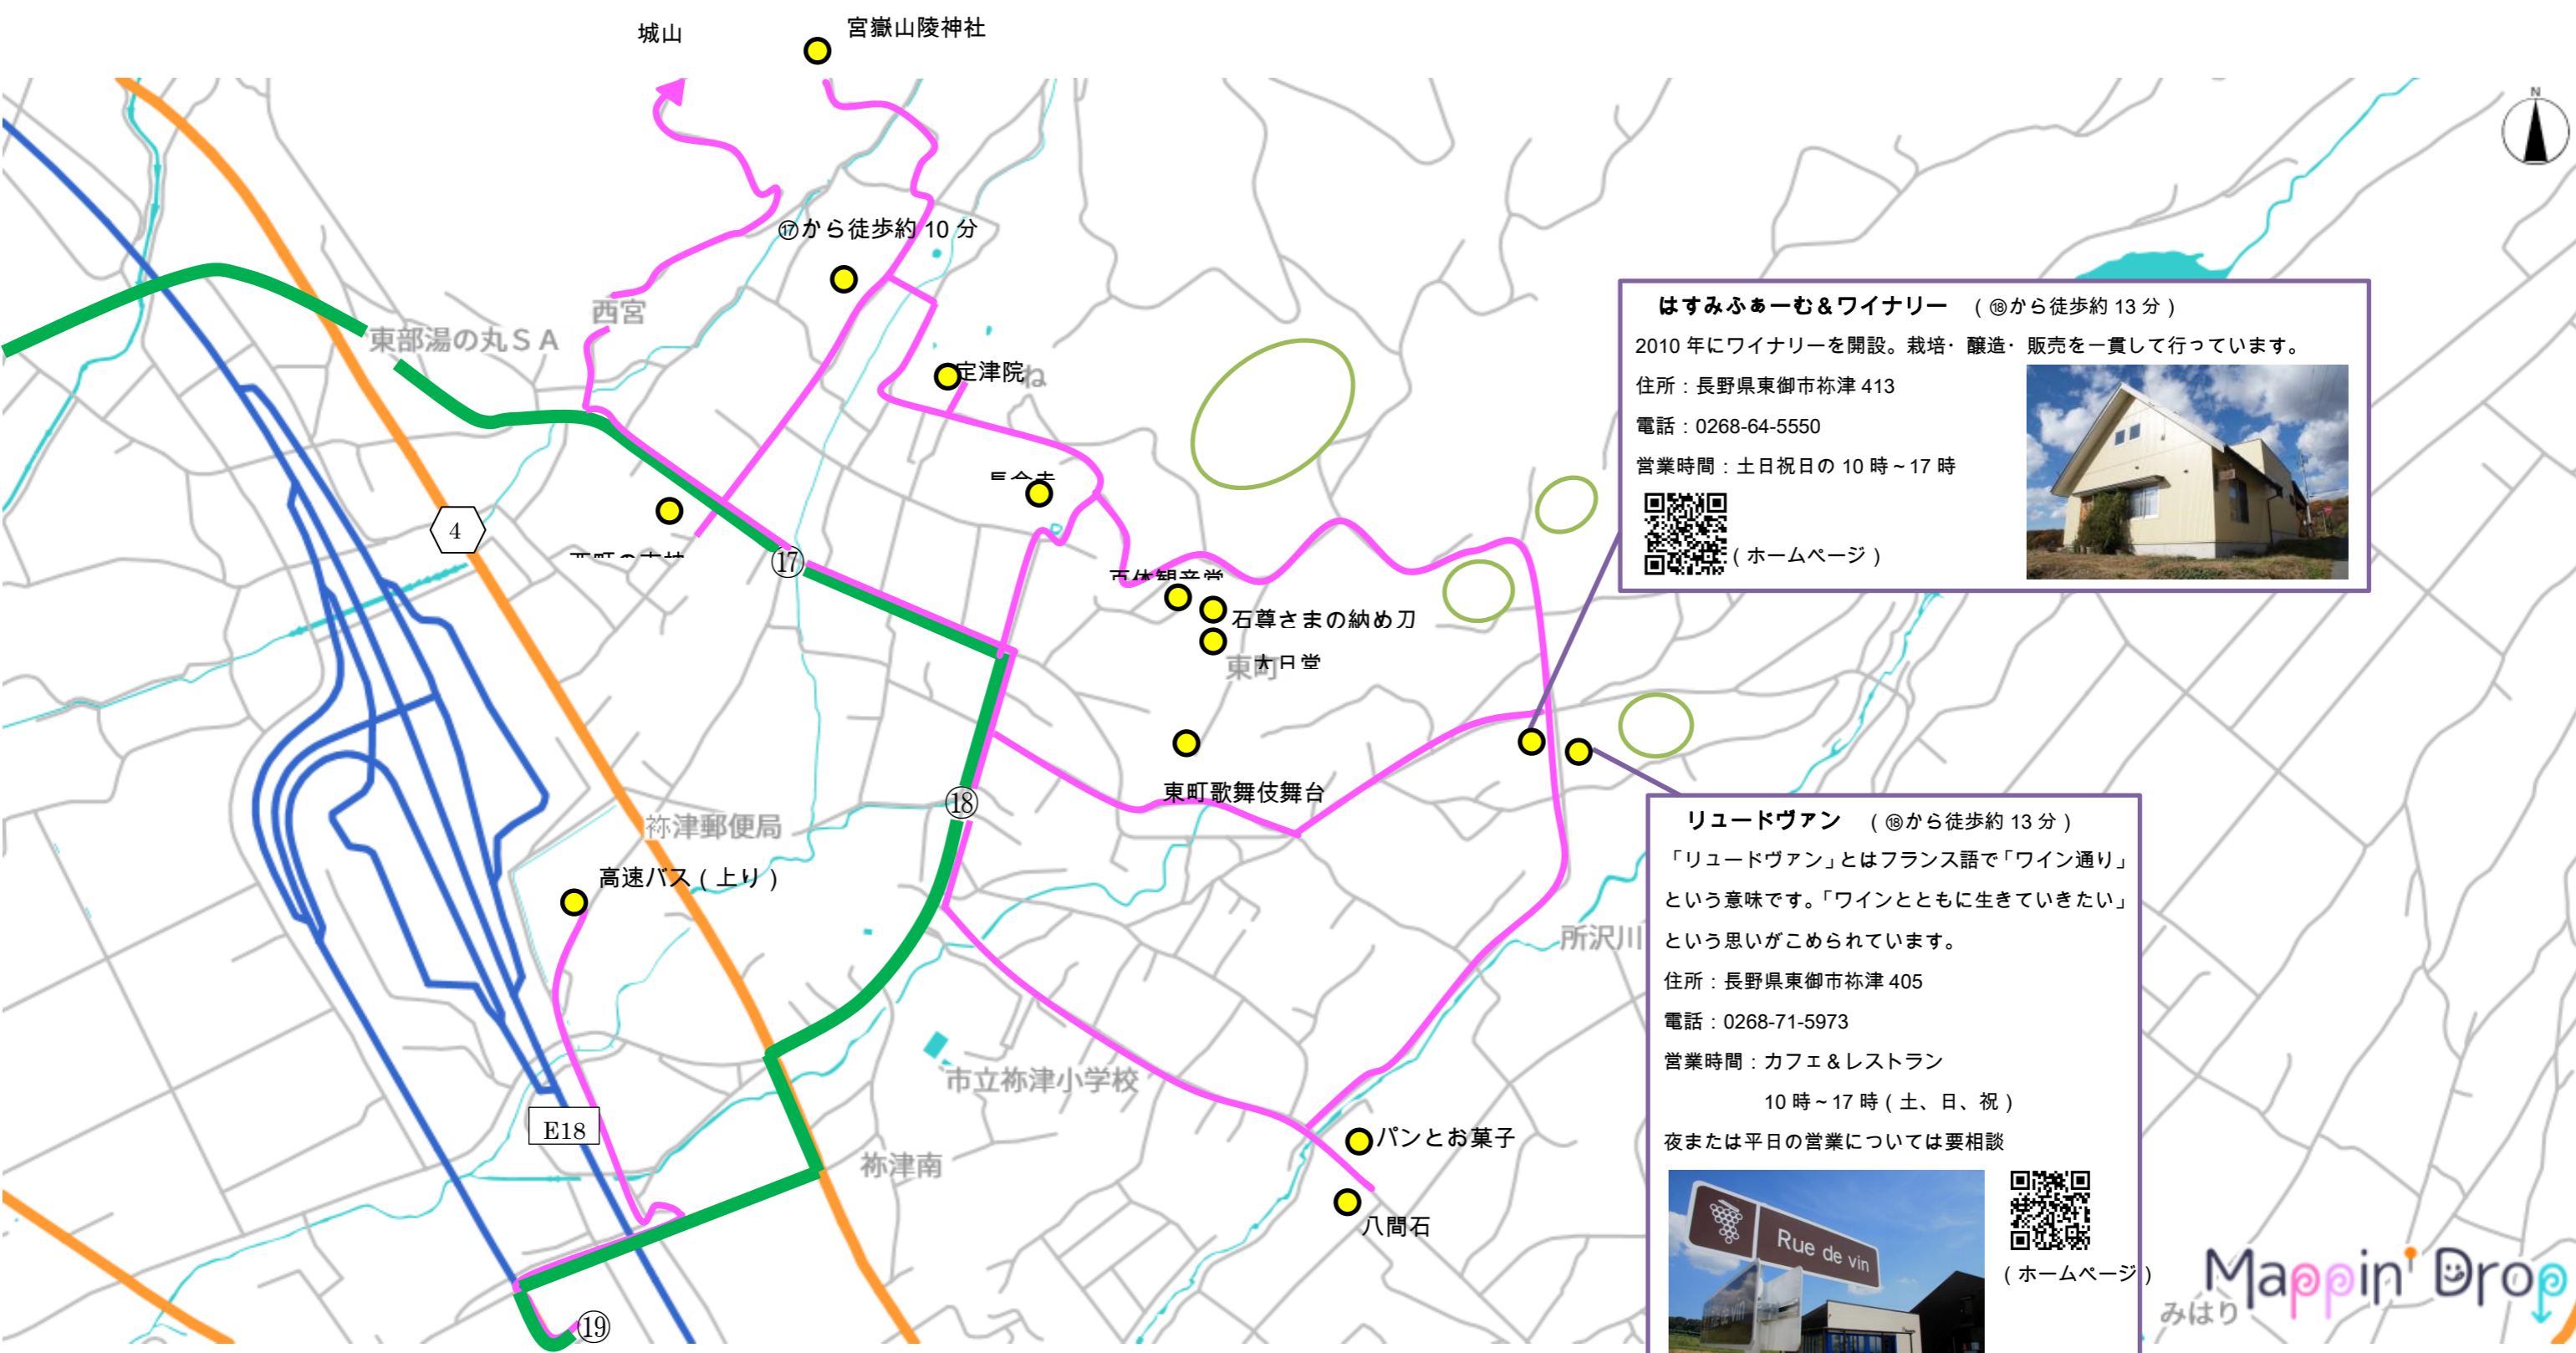 城山
宮嶽山陵神社
N
⑰から徒歩約 10 分
西宮
東部湯の丸ＳＡ
定津院
ね
4
⑰
石尊さまの納め刀
東町
大日堂
東町歌舞伎舞台
⑱
祢津郵便局
高速バス（上り）
所沢川
市立祢津小学校
E18
祢津南
パンとお菓子
八間石
⑲
はすみふぁーむ＆ワイナリー （⑱から徒歩約 13 分）
2010 年にワイナリーを開設。栽培・醸造・販売を一貫して行っています。
住所：長野県東御市祢津 413
電話：0268-64-5550
営業時間：土日祝日の 10 時～17 時
（ホームページ）
リュードヴァン （⑱から徒歩約 13 分）
「リュードヴァン」とはフランス語で「ワイン通り」
という意味です。「ワインとともに生きていきたい」
という思いがこめられています。
住所：長野県東御市祢津 405
電話：0268-71-5973
営業時間：カフェ＆レストラン
10 時～17 時（土、日、祝）
夜または平日の営業については要相談
Rue de vin
（ホームページ）
Mappin' Drop
みはり